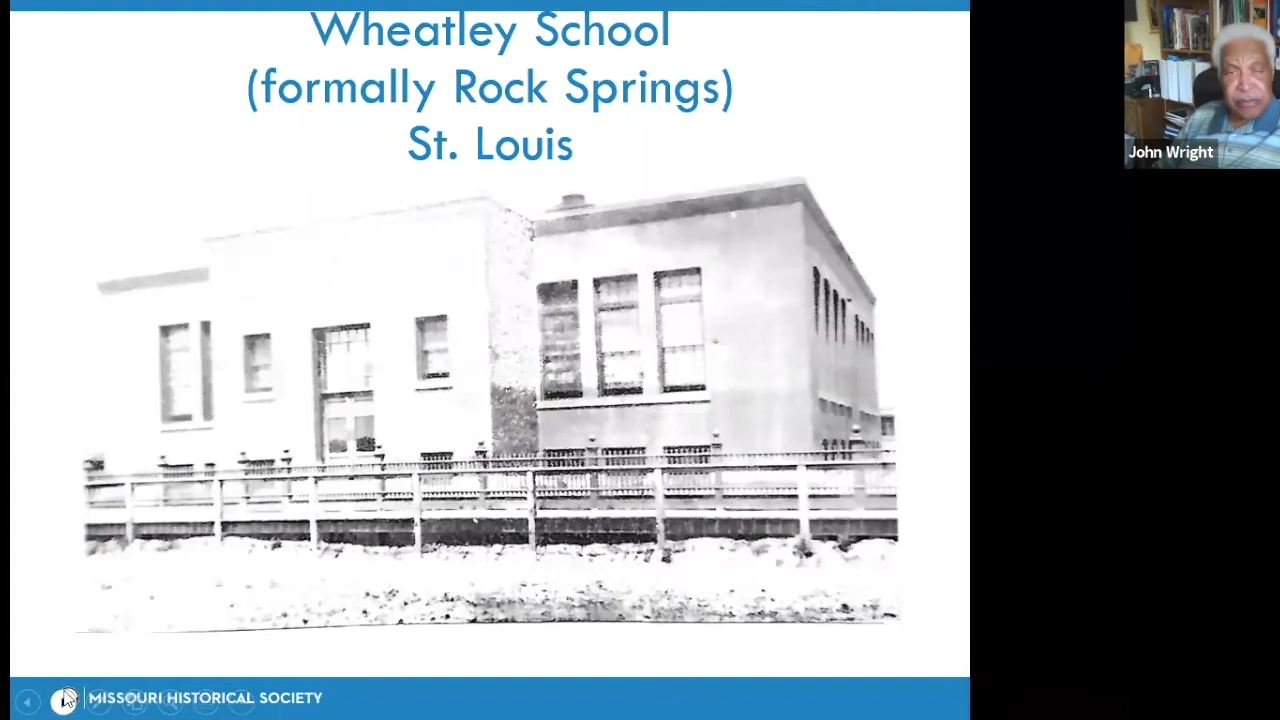 Wheatley School
(formally Rock Springs)
St. Louis
John Wright
MISSOURI HISTORICAL SOCIETY